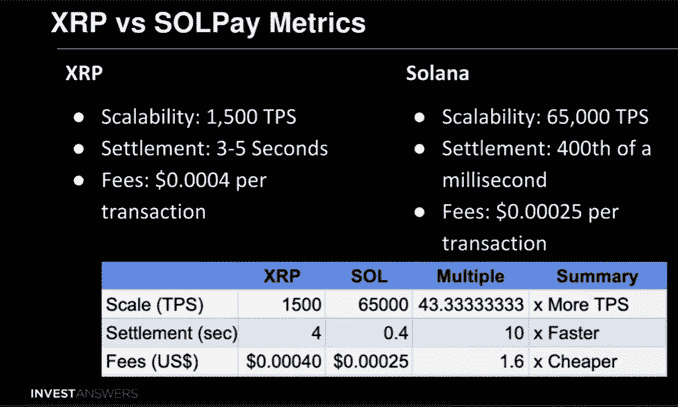 XRP vs SOLPay Metrics
XRP
Solana
● Scalability: 1,500 TPS
● Settlement: 3-5 Seconds
● Fees: $0.0004 per
transaction
● Scalability: 65,000 TPS
● Settlement: 400th of a
millisecond
● Fees: $0.00025 per
transaction
XRP SOL Multiple Summary
Scale (TPS) 1500 65000 43.33333333 x More TPS
Settlement (sec) 4 0.4 10 x Faster
Fees (US$) $0.00040 $0.00025 1.6 x Cheaper
INVESTANSWERS